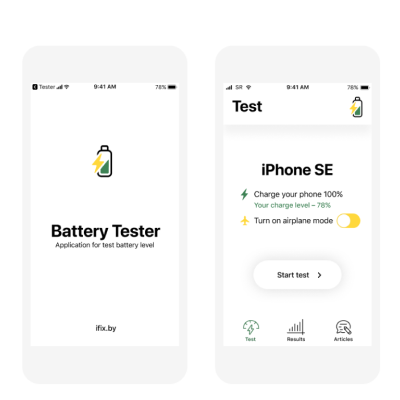 Tester
9:41 AM
78%
Battery Tester
Application for test battery level
ifix.by
SR
9:41 AM
78%
Test
iPhone SE
Charge your phone 100%
Your charge level ~ 78%
Turn on airplane mode
Start test
Test
Results
Articles